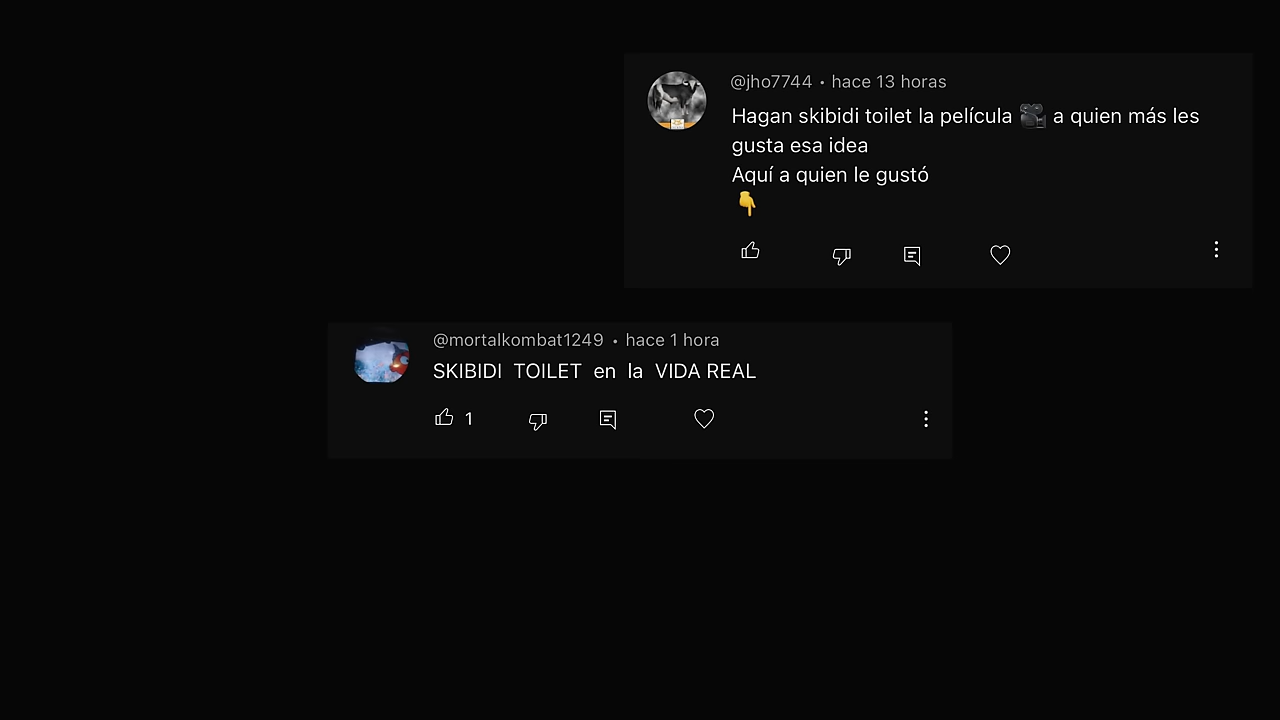 @jho7744 • hace 13 horas
Hagan skibidi toilet la película 🎥 a quien más les
gusta esa idea
Aquí a quien le gustó
👇
@mortalkombat1249 • hace 1 hora
SKIBIDI TOILET en la VIDA REAL
1